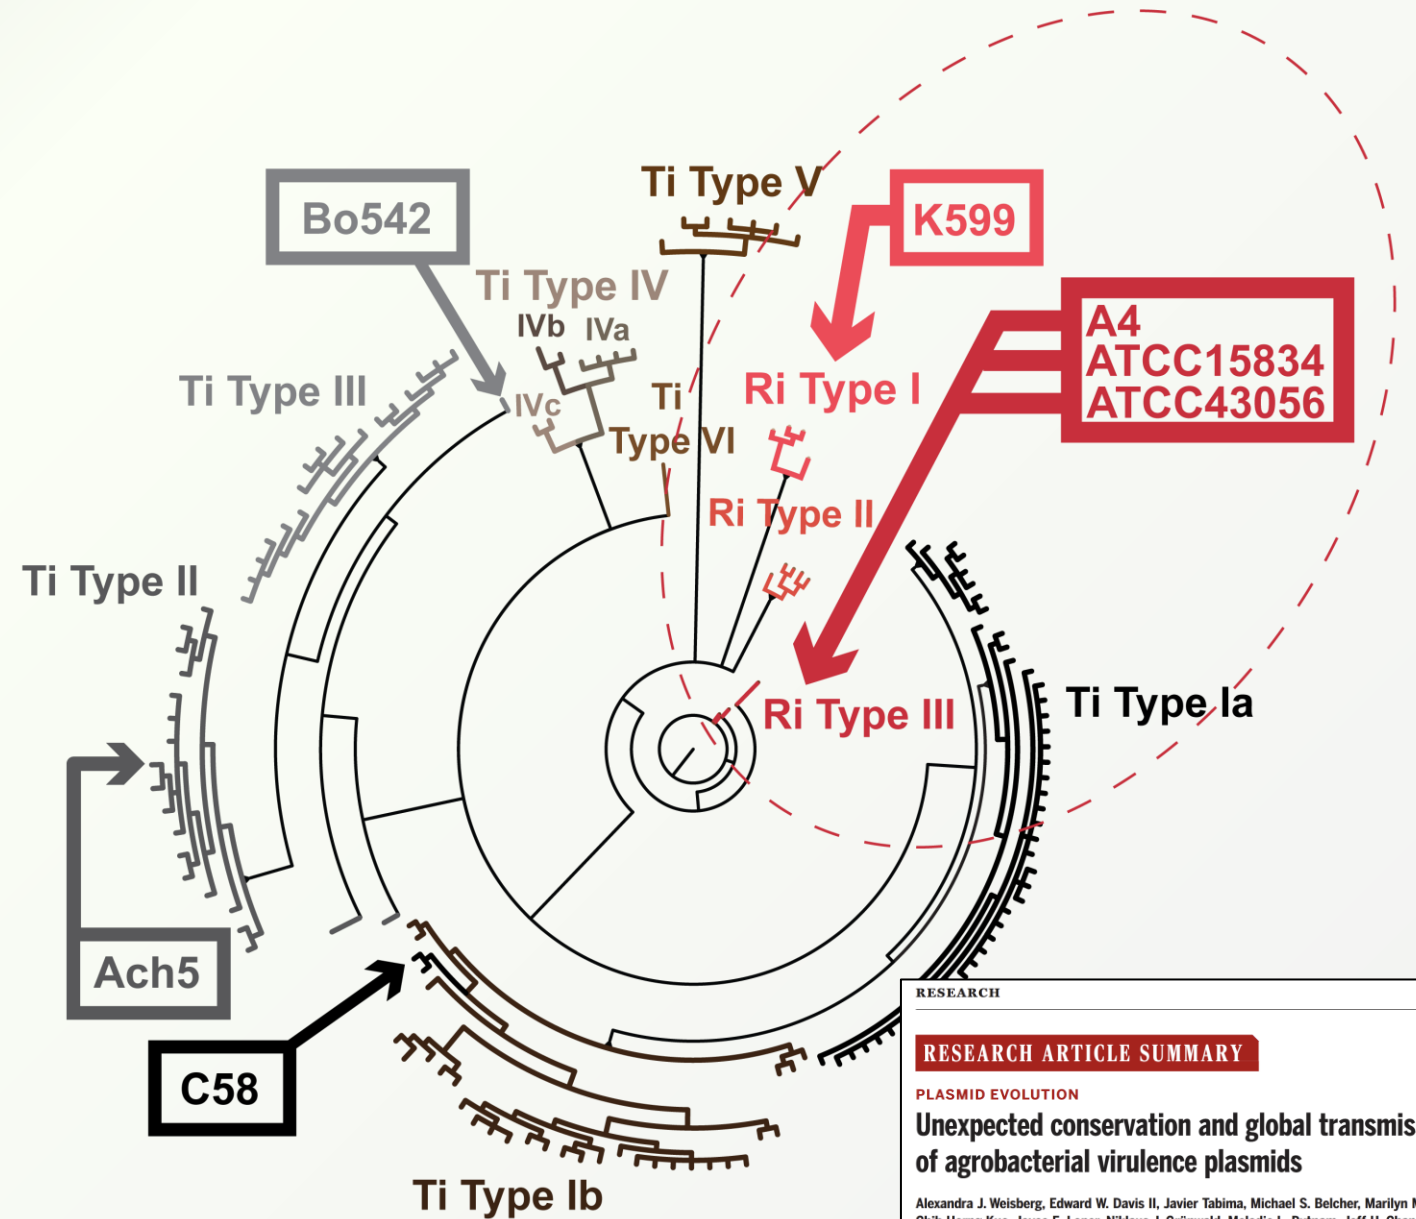 Ti Type V
Bo542
K599
Ti Type IV
IVb
IVa
A4
ATCC15834
ATCC43056
Ti Type III
Ri Type I
IVc
Ti
Type VI
Ri Type II
Ti Type II
Ri Type III
Ti Type Ia
Ach5
C58
Ti Type Ib
RESEARCH
RESEARCH ARTICLE SUMMARY
PLASMID EVOLUTION
Unexpected conservation and global transmis
of agrobacterial virulence plasmids
Alexandra J. Weisberg, Edward W. Davis II, Javier Tabima, Michael S. Belcher, Marilyn